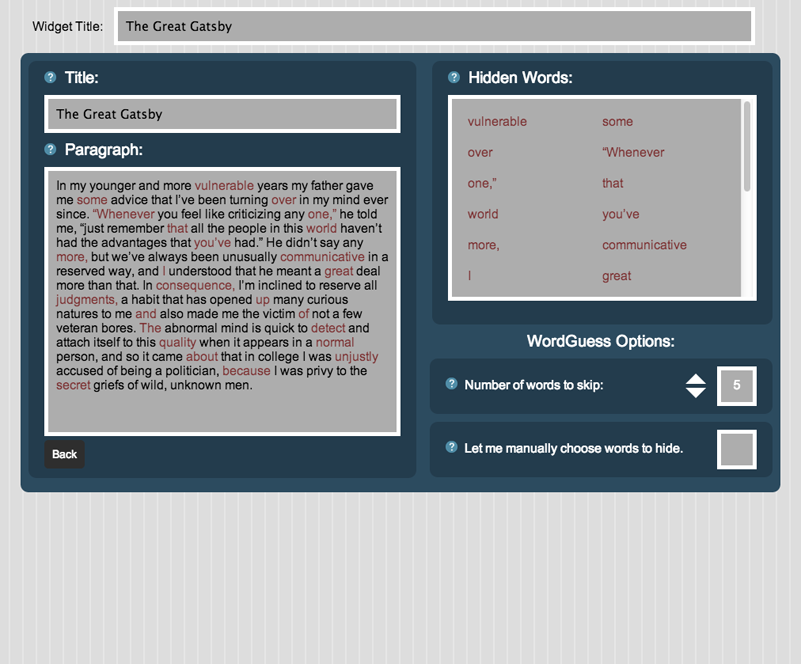 Widget Title: The Great Gatsby
? Title:
The Great Gatsby
? Paragraph:
In my younger and more vulnerable years my father gave
me some advice that I've been turning over in my mind ever
since. “Whenever you feel like criticizing any one,” he told
me, “just remember that all the people in this world haven't
had the advantages that you've had.” He didn't say any
more, but we've always been unusually communicative in a
reserved way, and I understood that he meant a great deal
more than that. In consequence, I'm inclined to reserve all
judgments, a habit that has opened up many curious
natures to me and also made me the victim of not a few
veteran bores. The abnormal mind is quick to detect and
attach itself to this quality when it appears in a normal
person, and so it came about that in college I was unjustly
accused of being a politician, because I was privy to the
secret griefs of wild, unknown men.
Back
? Hidden Words:
vulnerable some
over “Whenever
one,” that
world you've
more, communicative
I great
WordGuess Options:
? Number of words to skip: 5
? Let me manually choose words to hide.